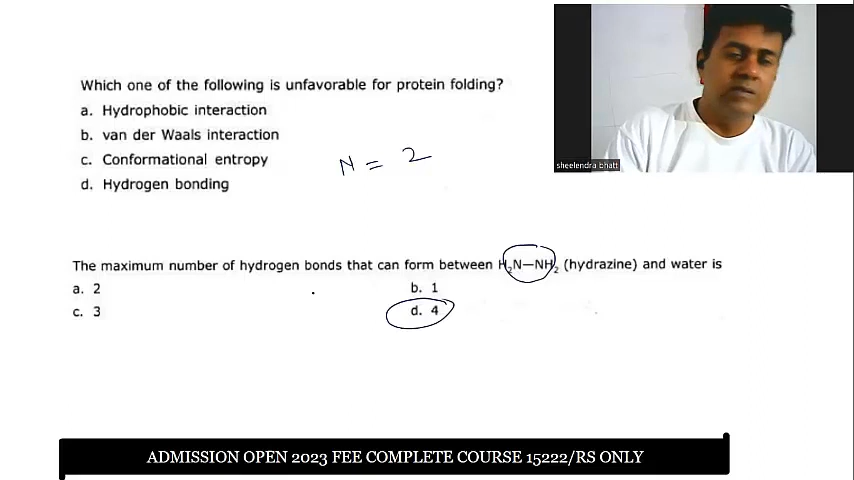 Which one of the following is unfavorable for protein folding?
a. Hydrophobic interaction
b. van der Waals interaction
c. Conformational entropy
d. Hydrogen bonding
N = 2
The maximum number of hydrogen bonds that can form between H₂N—NH₂ (hydrazine) and water is
a. 2 b. 1
c. 3 d. 4
sheelendra bhatt
ADMISSION OPEN 2023 FEE COMPLETE COURSE 15222/RS ONLY